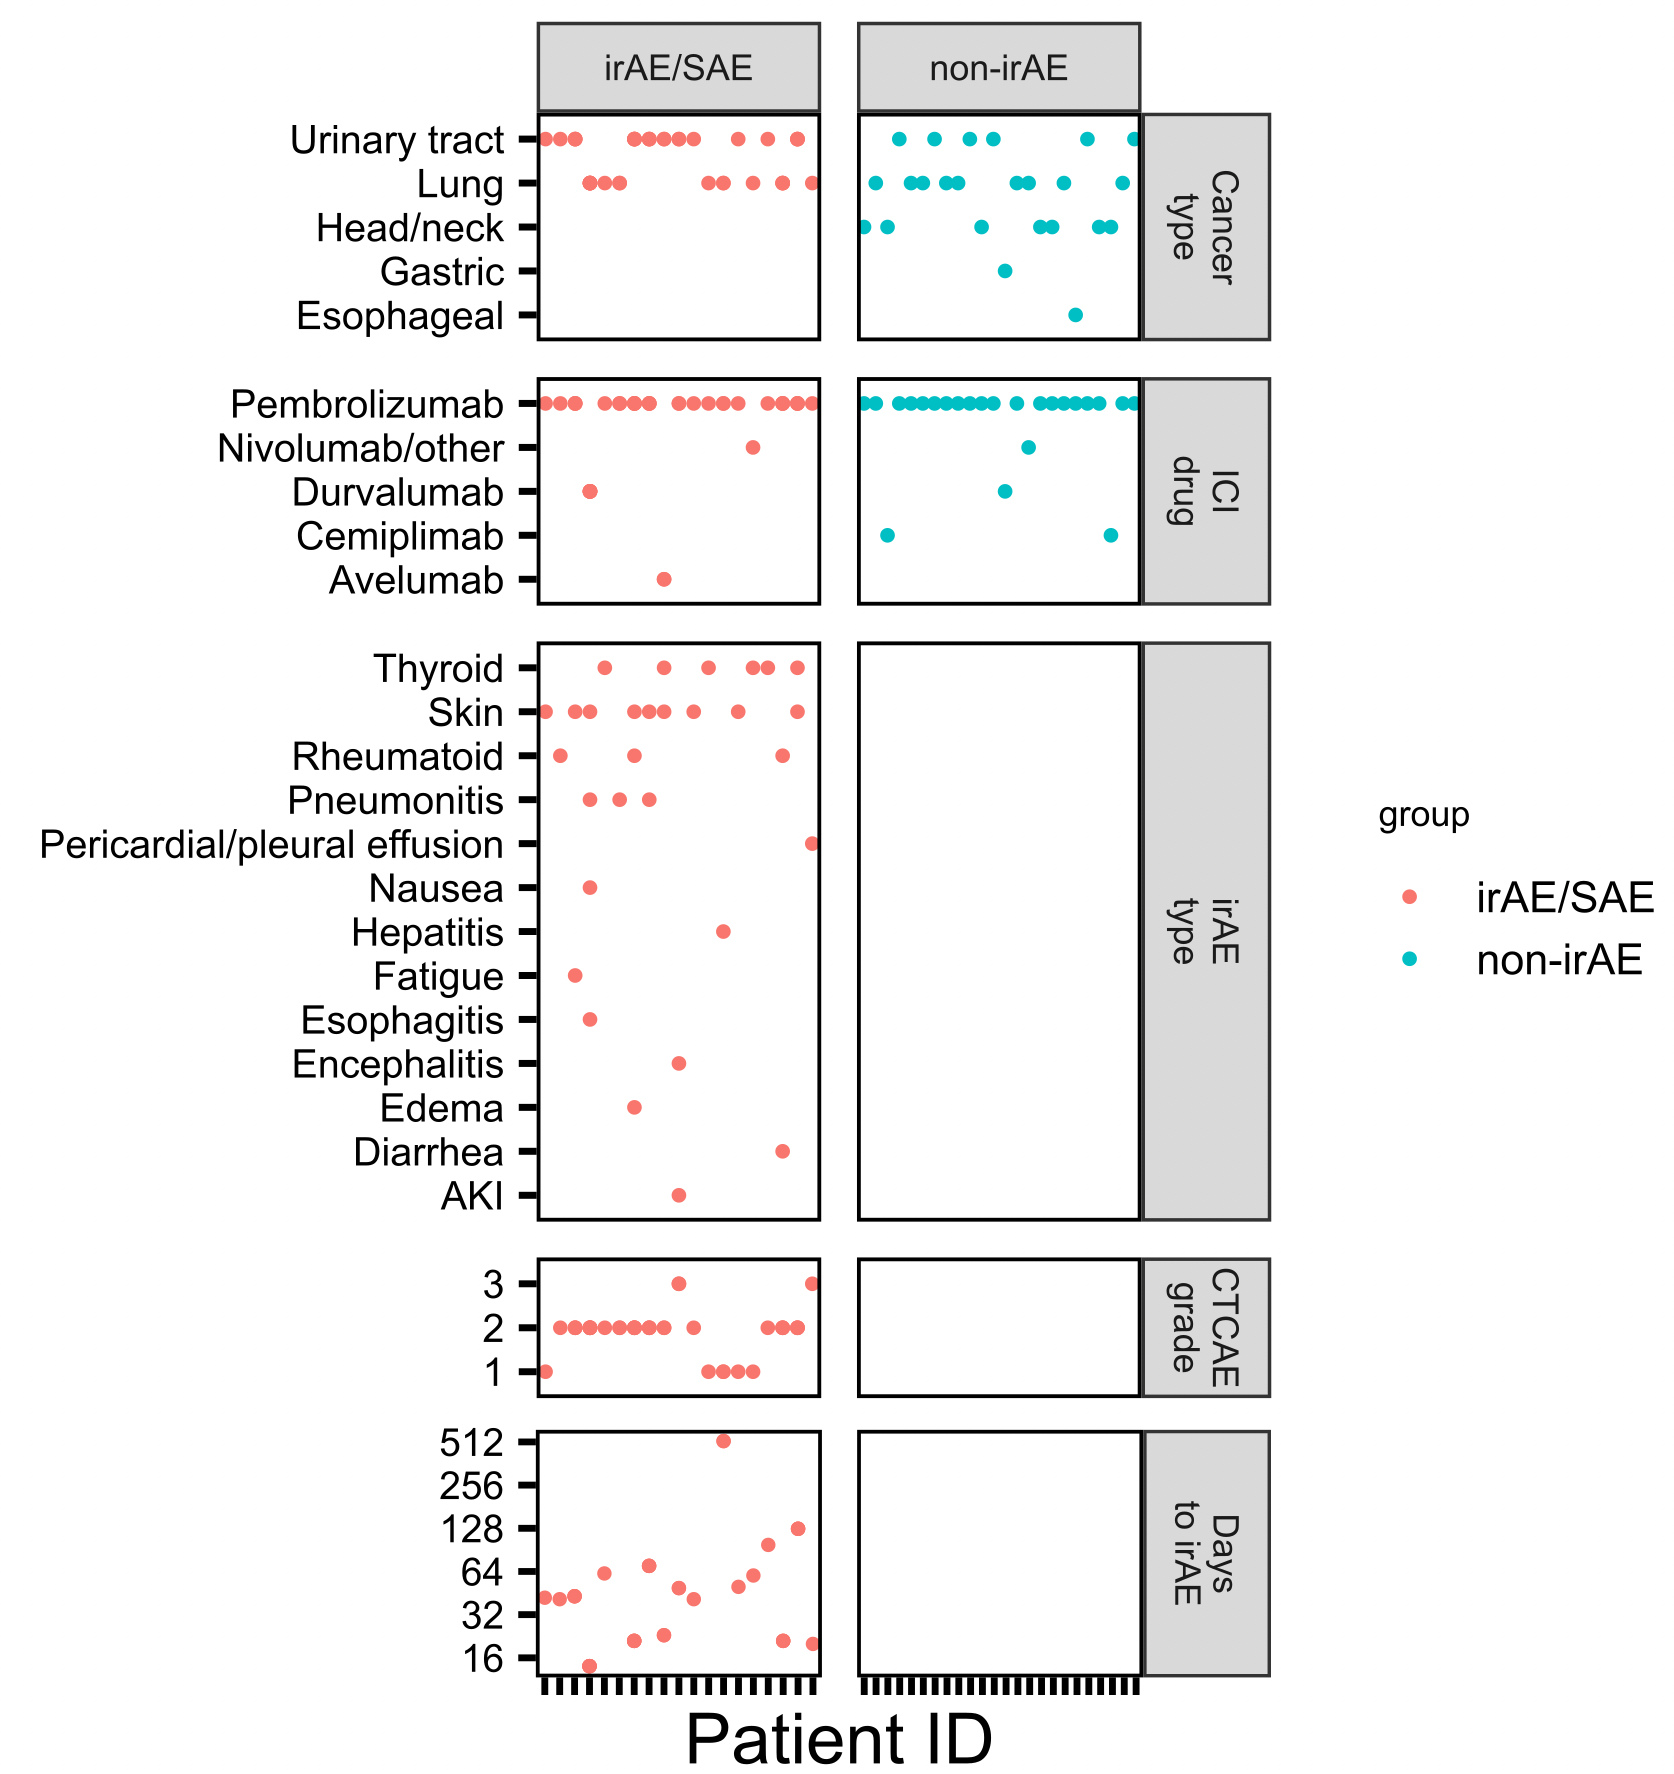 irAE/SAE
non-irAE
Urinary tract
Lung
Head/neck
Gastric
Esophageal
Cancer
type
Pembrolizumab
Nivolumab/other
Durvalumab
Cemiplimab
Avelumab
ICI
drug
Thyroid
Skin
Rheumatoid
Pneumonitis
Pericardial/pleural effusion
Nausea
Hepatitis
Fatigue
Esophagitis
Encephalitis
Edema
Diarrhea
AKI
irAE
type
3
2
1
CTCAE
grade
512
256
128
64
32
16
Days
to irAE
Patient ID
group
irAE/SAE
non-irAE